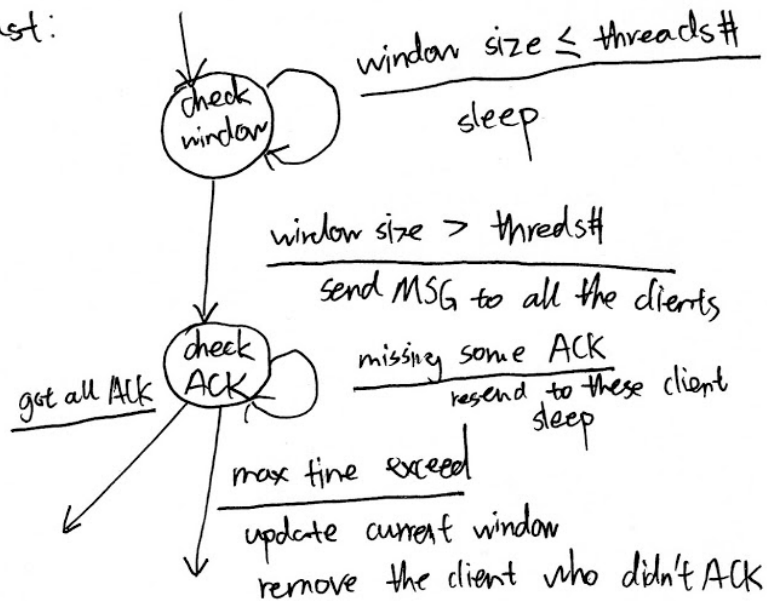 st:
window size ≤ threads#
check
window
sleep
window size > threds#
send MSG to all the clients
check
ACK
missing some ACK
resend to these client
sleep
got all ACK
max time exceed
update current window
remove the client who didn't ACK